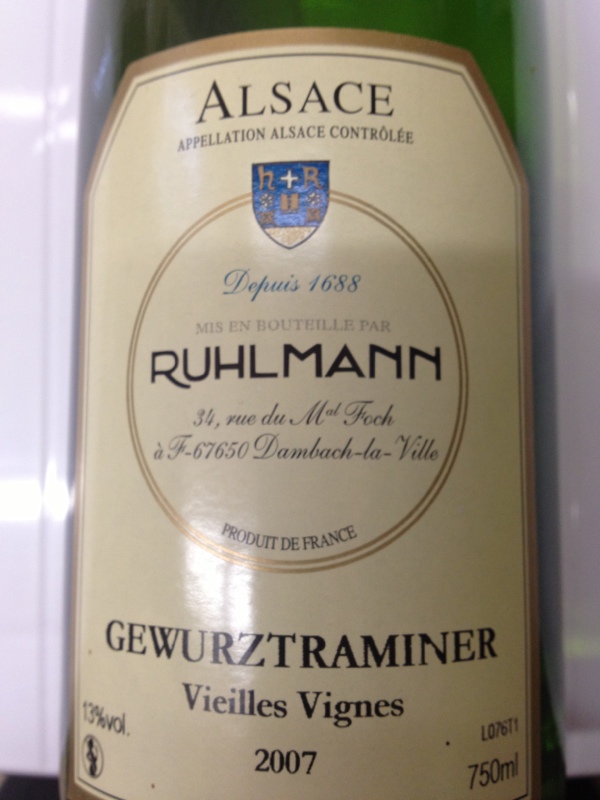 ALSACE
APPELLATION ALSACE CONTRÔLÉE
h + R
Depuis 1688
MIS EN BOUTEILLE PAR
RUHLMANN
34, rue du Mal Foch
à F-67650 Dambach-la-Ville
PRODUIT DE FRANCE
GEWURZTRAMINER
Vieilles Vignes
13%vol.
2007
L076T1
750ml